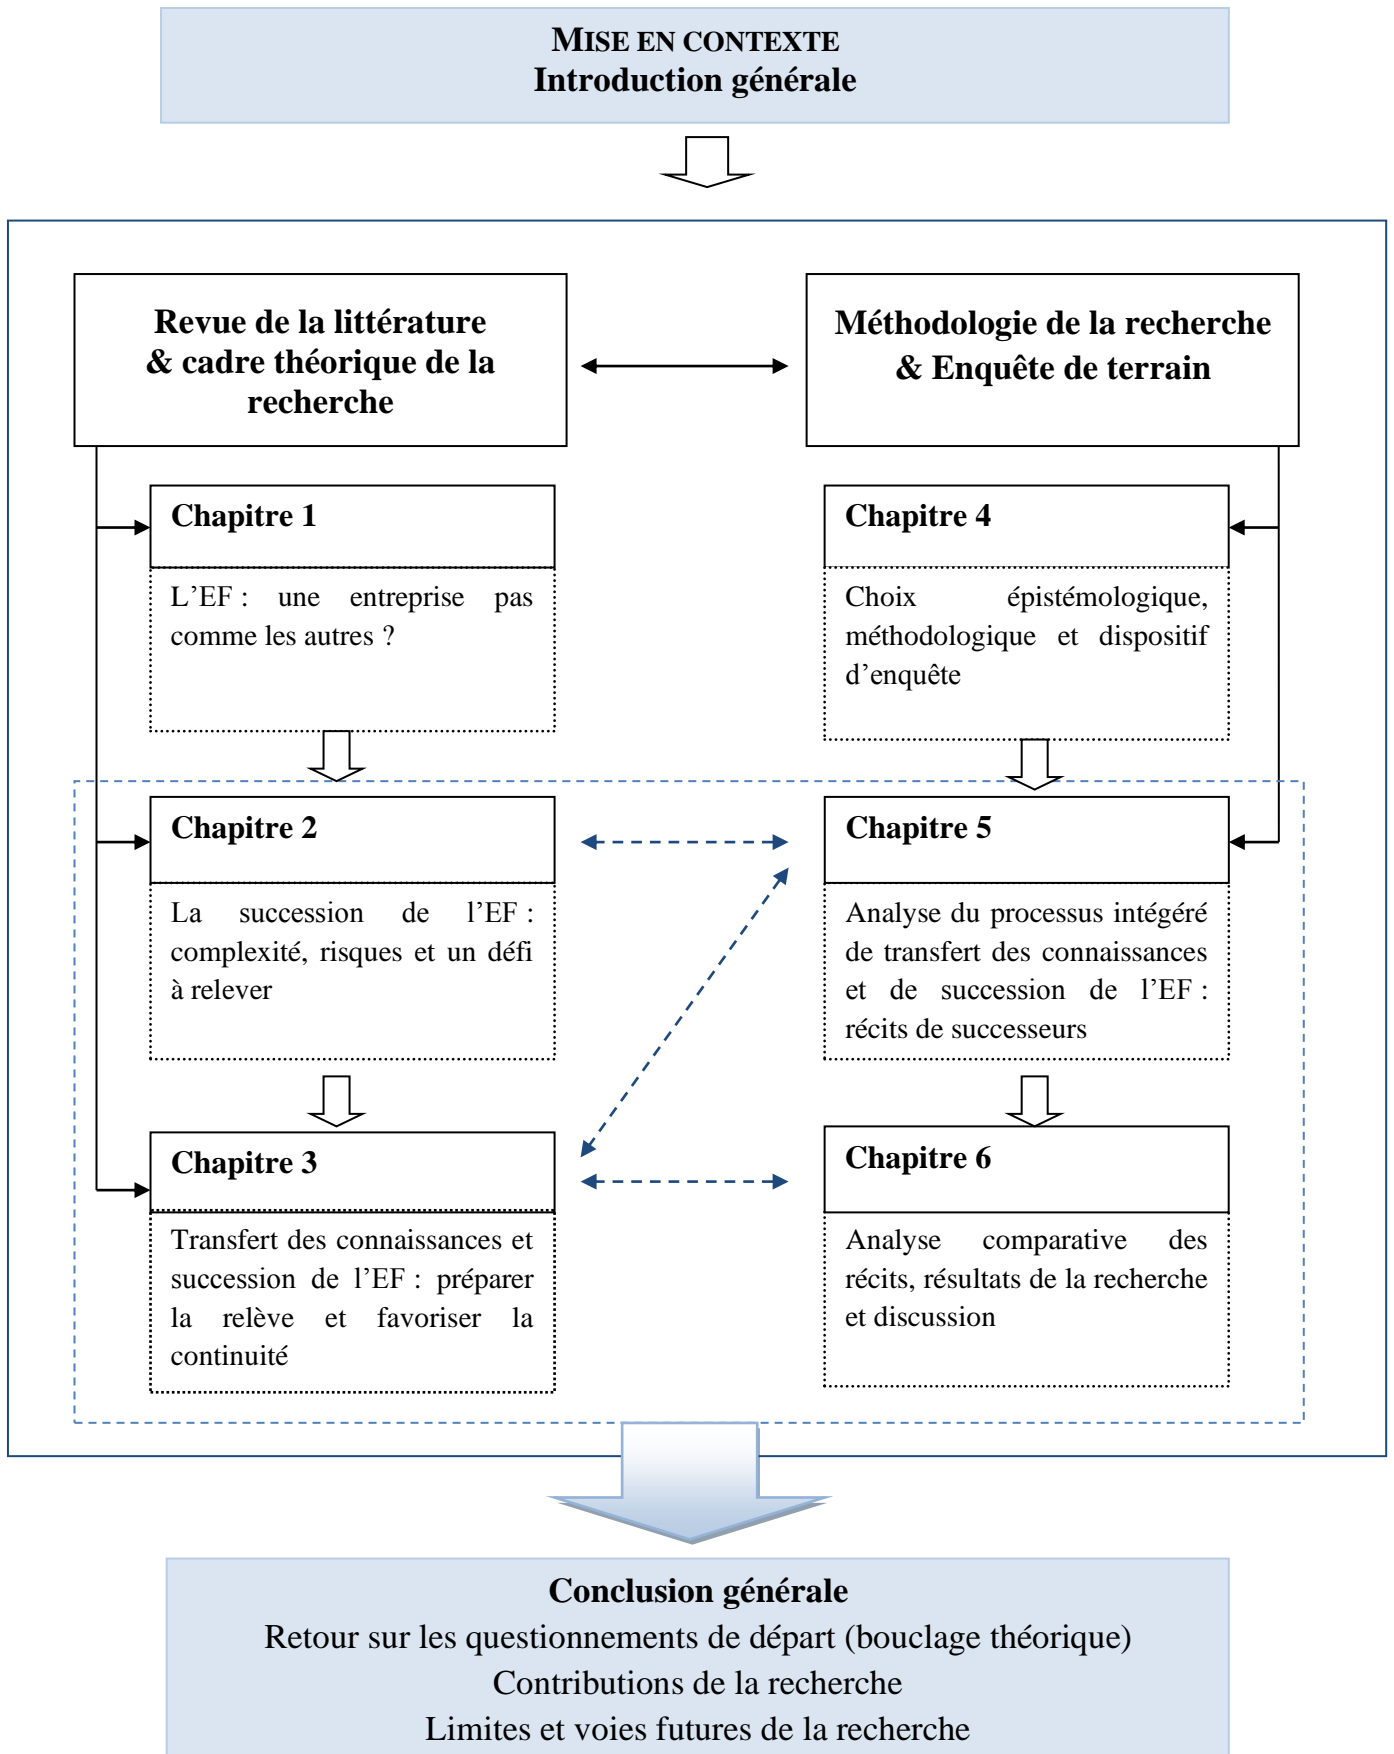 MISE EN CONTEXTE
Introduction générale
Revue de la littérature
& cadre théorique de la
recherche
Méthodologie de la recherche
& Enquête de terrain
Chapitre 1
L’EF : une entreprise pas
comme les autres ?
Chapitre 4
Choix épistémologique,
méthodologique et dispositif
d’enquête
Chapitre 2
La succession de l’EF :
complexité, risques et un défi
à relever
Chapitre 5
Analyse du processus intégéré
de transfert des connaissances
et de succession de l’EF :
récits de successeurs
Chapitre 3
Transfert des connaissances et
succession de l’EF : préparer
la relève et favoriser la
continuité
Chapitre 6
Analyse comparative des
récits, résultats de la recherche
et discussion
Conclusion générale
Retour sur les questionnements de départ (bouclage théorique)
Contributions de la recherche
Limites et voies futures de la recherche